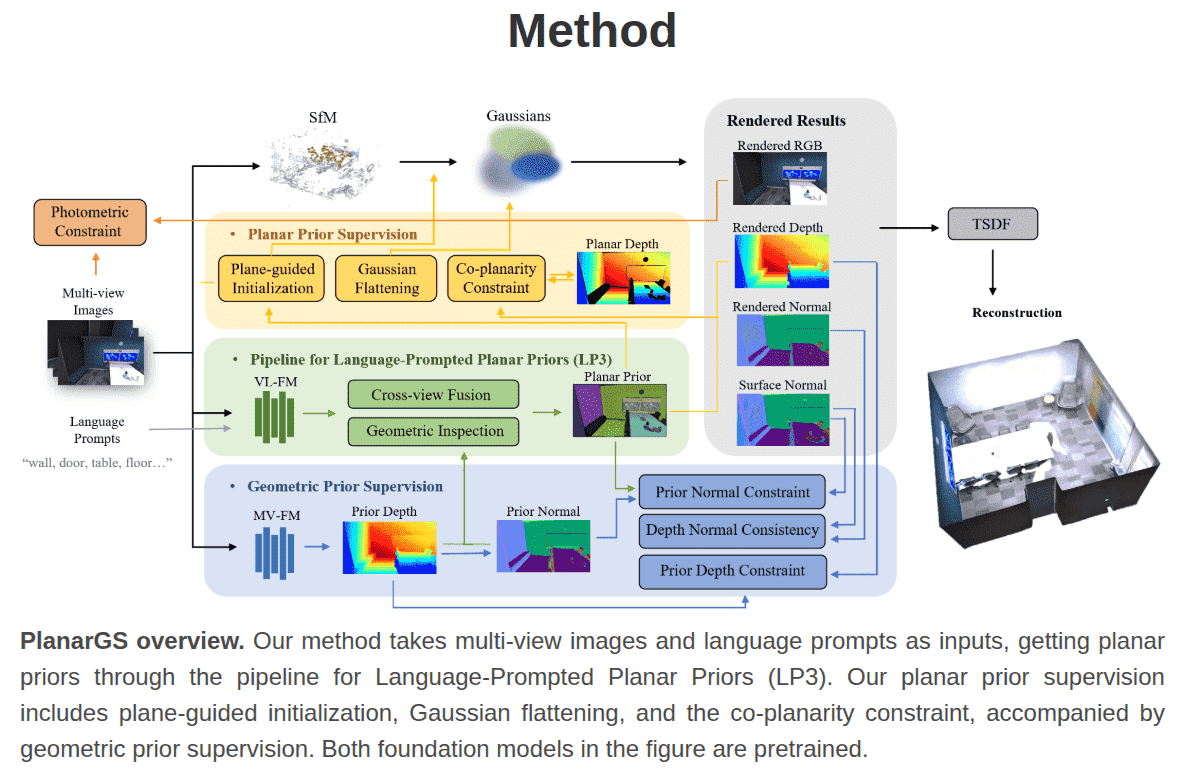 Method
SfM
Gaussians
Rendered Results
Rendered RGB
Photometric
Constraint
Planar Prior Supervision
Rendered Depth
TSDF
Planar Depth
Plane-guided
Initialization
Gaussian
Flattening
Co-planarity
Constraint
Multi-view
Images
Rendered Normal
Reconstruction
Pipeline for Language-Prompted Planar Priors (LP3)
VL-FM
Planar Prior
Cross-view Fusion
Surface Normal
Language
Prompts
Geometric Inspection
“wall, door, table, floor…”
Geometric Prior Supervision
Prior Normal Constraint
MV-FM
Prior Depth
Prior Normal
Depth Normal Consistency
Prior Depth Constraint
PlanarGS overview. Our method takes multi-view images and language prompts as inputs, getting planar
priors through the pipeline for Language-Prompted Planar Priors (LP3). Our planar prior supervision
includes plane-guided initialization, Gaussian flattening, and the co-planarity constraint, accompanied by
geometric prior supervision. Both foundation models in the figure are pretrained.